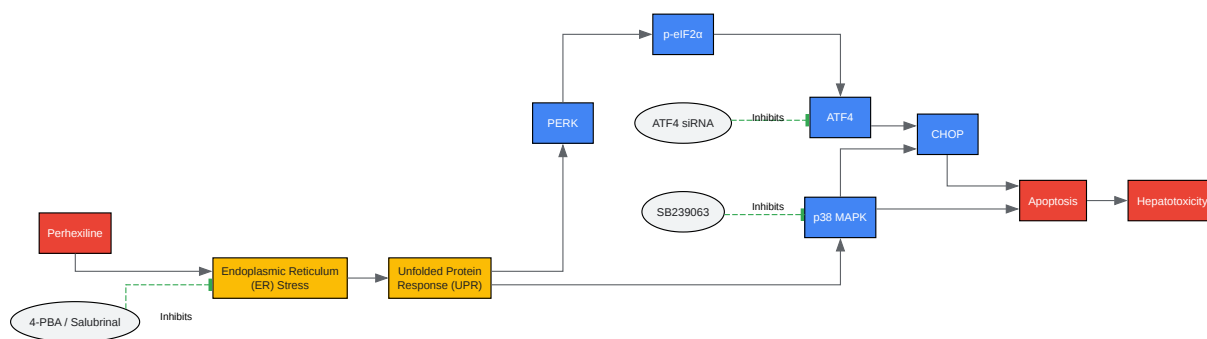 p-eIF2α
PERK
ATF4 siRNA
Inhibits
ATF4
CHOP
SB239063
Inhibits
p38 MAPK
Apoptosis
Hepatotoxicity
Perhexiline
Endoplasmic Reticulum
(ER) Stress
Unfolded Protein
Response (UPR)
4-PBA / Salubrinal
Inhibits